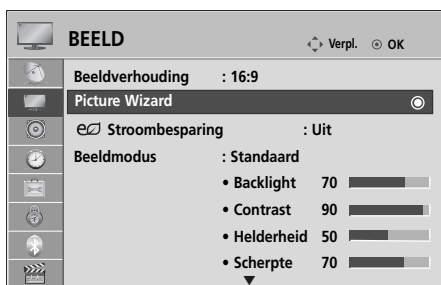 BEELD Verpl. OK
Beeldverhouding : 16:9
Picture Wizard
Stroombesparing : Uit
Beeldmodus : Standaard
• Backlight 70
• Contrast 90
• Helderheid 50
• Scherpte 70